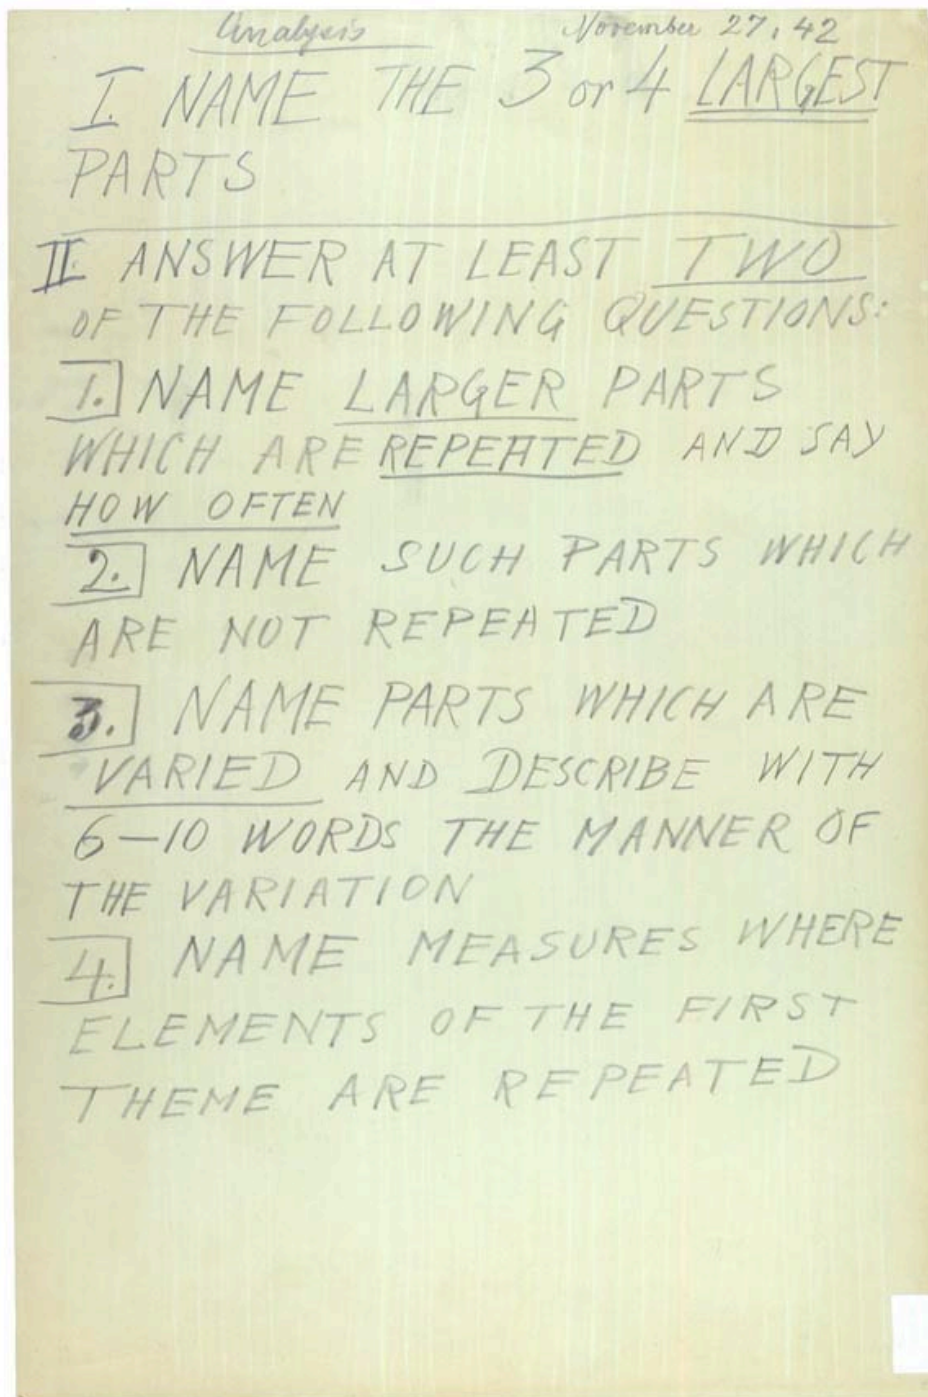 Analysis November 27, 42
I. NAME THE 3 or 4 LARGEST
PARTS
II. ANSWER AT LEAST TWO
OF THE FOLLOWING QUESTIONS:
1. NAME LARGER PARTS
WHICH ARE REPEATED AND SAY
HOW OFTEN
2. NAME SUCH PARTS WHICH
ARE NOT REPEATED
3. NAME PARTS WHICH ARE
VARIED AND DESCRIBE WITH
6—10 WORDS THE MANNER OF
THE VARIATION
4. NAME MEASURES WHERE
ELEMENTS OF THE FIRST
THEME ARE REPEATED